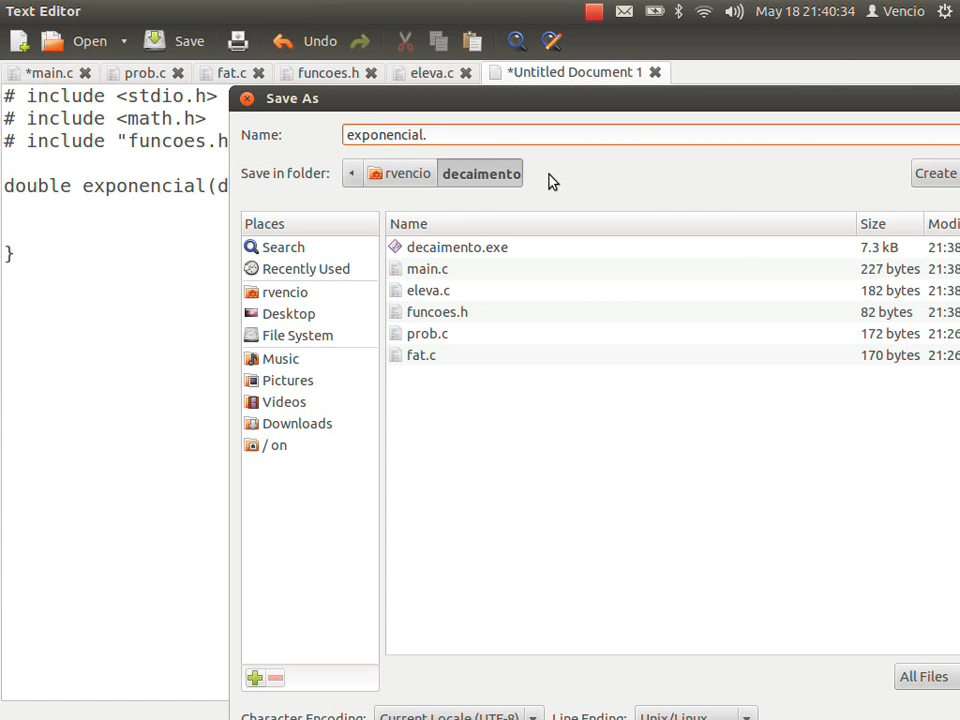 Text Editor May 18 21:40:34 Vencio
Open Save Undo
*main.c prob.c fat.c funcoes.h eleva.c *Untitled Document 1
# include <stdio.h>
# include <math.h>
# include "funcoes.h
double exponencial(d
}
Save As
Name: exponencial.
Save in folder: rvencio decaimento Create
Places Name Size Modi
Search decaimento.exe 7.3 kB 21:38
Recently Used main.c 227 bytes 21:38
eleva.c 182 bytes 21:38
rvencio funcoes.h 82 bytes 21:38
Desktop prob.c 172 bytes 21:26
File System fat.c 170 bytes 21:26
Music
Pictures
Videos
Downloads
/ on
All Files
Character Encoding: Current Locale (UTF-8) Line Ending: Unix/Linux